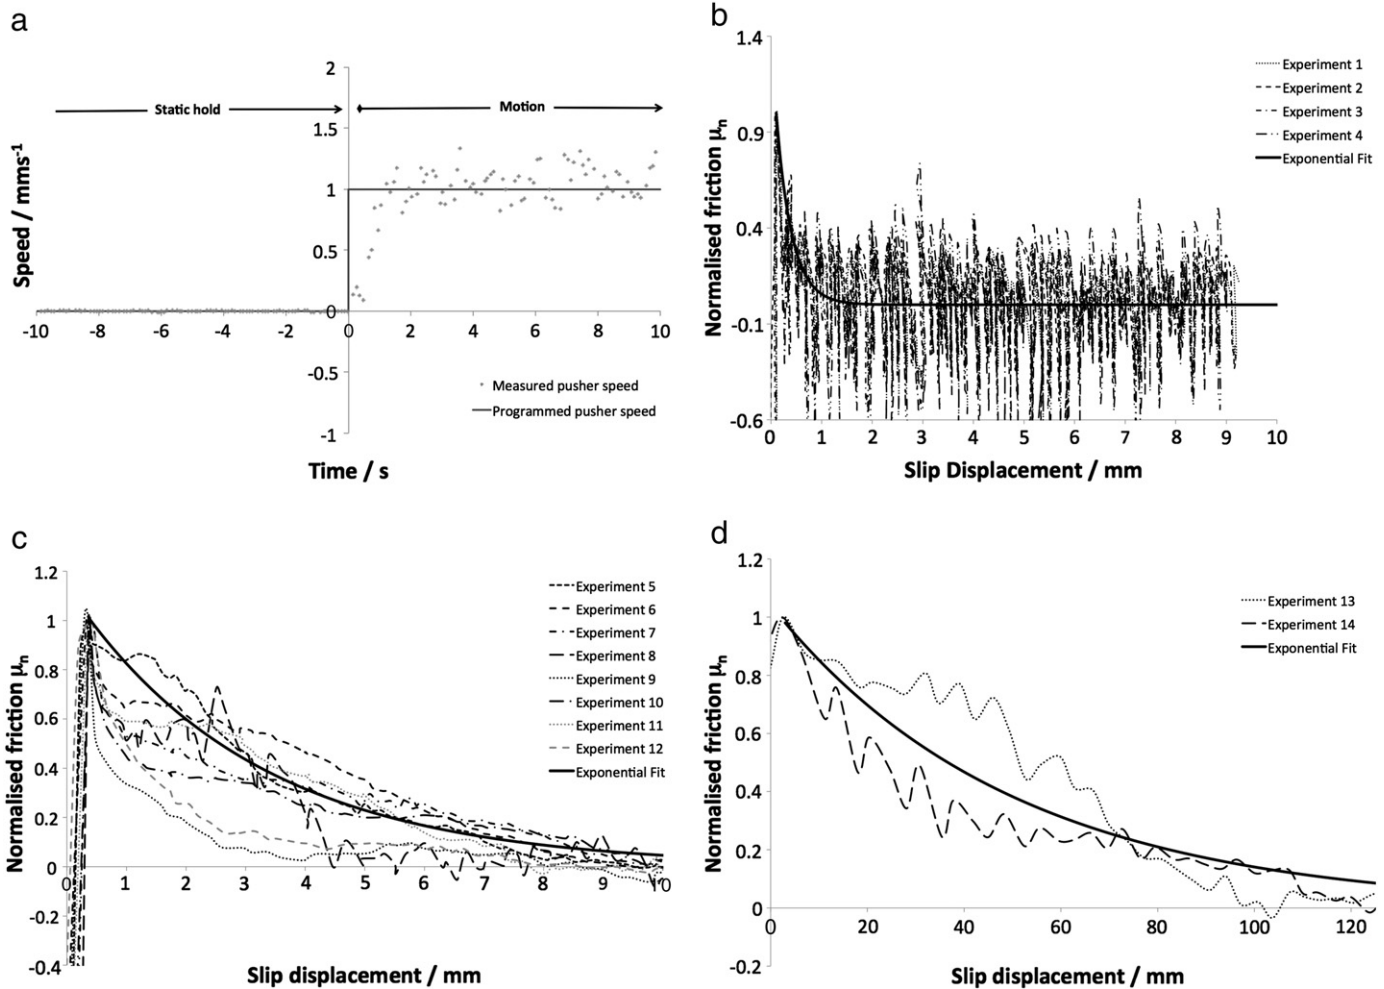 a
Speed / mms-1
2
1.5
1
0.5
0
-0.5
-1
-10 -8 -6 -4 -2 0 2 4 6 8 10
Static hold
Motion
Measured pusher speed
Programmed pusher speed
Time / s
b
Normalised friction μn
1.4
0.9
0.4
-0.1
-0.6
0 1 2 3 4 5 6 7 8 9 10
Experiment 1
Experiment 2
Experiment 3
Experiment 4
Exponential Fit
Slip Displacement / mm
c
Normalised friction μn
1.2
1
0.8
0.6
0.4
0.2
0
-0.2
-0.4
0 1 2 3 4 5 6 7 8 9 10
Experiment 5
Experiment 6
Experiment 7
Experiment 8
Experiment 9
Experiment 10
Experiment 11
Experiment 12
Exponential Fit
Slip displacement / mm
d
Normalised friction μn
1.2
1
0.8
0.6
0.4
0.2
0
-0.2
0 20 40 60 80 100 120
Experiment 13
Experiment 14
Exponential Fit
Slip displacement / mm